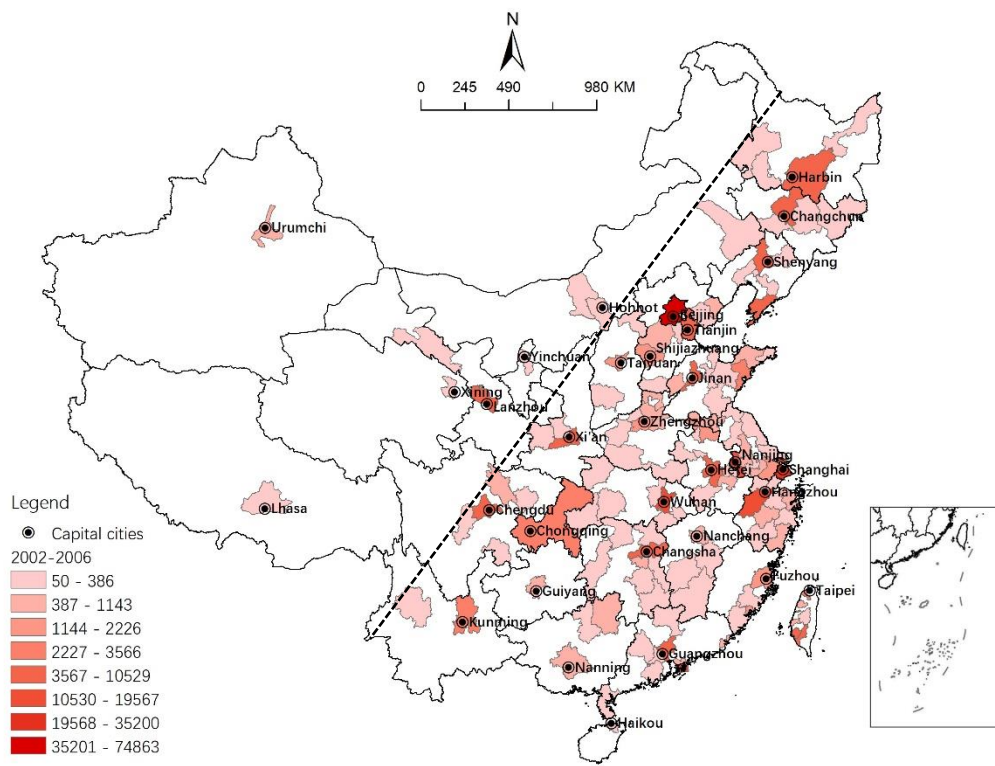 N
0 245 490 980 KM
Harbin
Changchun
Urumchi
Shenyang
Hohhot
Beijing
Tianjin
Yinchuan
Shijiazhuang
Taiyuan
Jinan
Xining
Lanzhou
Zhengzhou
Xi'an
Nanjing
Hefei
Shanghai
Hangzhou
Lhasa
Chengdu
Wuhan
Chongqing
Nanchang
Changsha
Fuzhou
Guiyang
Taipei
Kunming
Guangzhou
Nanning
Haikou
Legend
Capital cities
2002-2006
50 - 386
387 - 1143
1144 - 2226
2227 - 3566
3567 - 10529
10530 - 19567
19568 - 35200
35201 - 74863